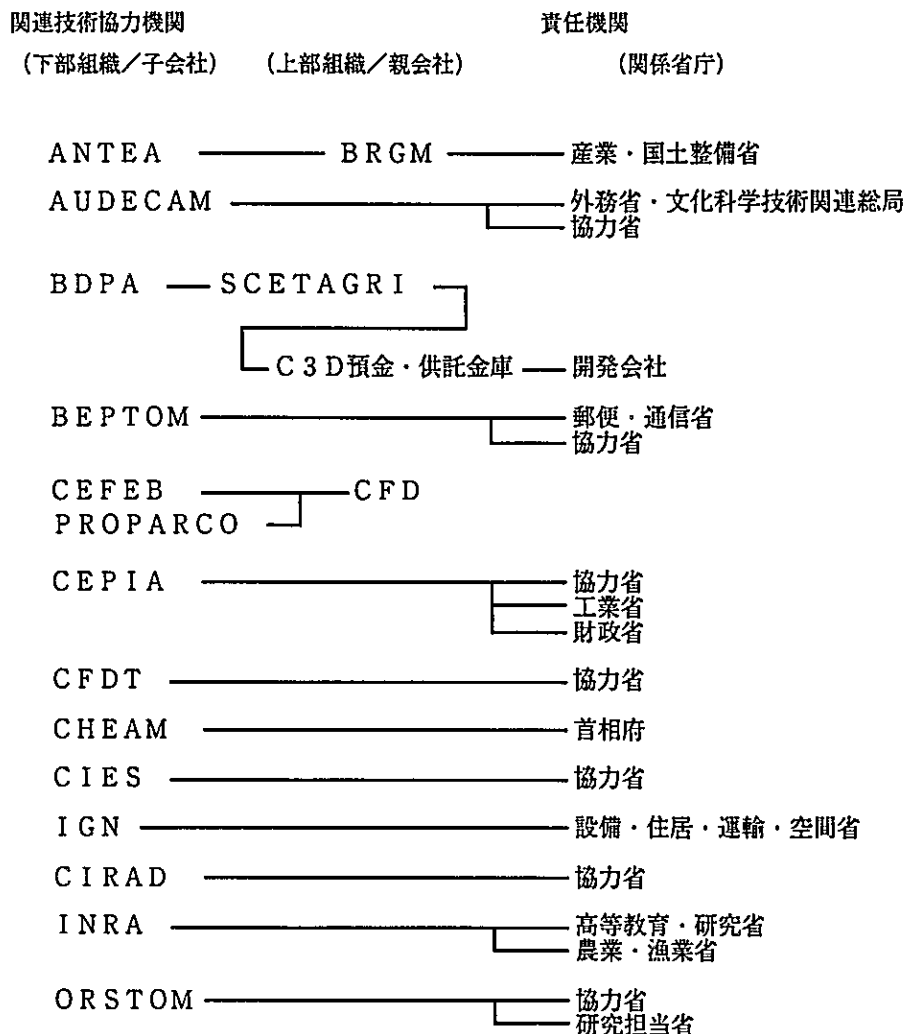 関連技術協力機関 責任機関
(下部組織／子会社) (上部組織／親会社) (関係省庁)
ANTEA BRGM 産業・国土整備省
AUDECAM 外務省・文化科学技術関連総局
協力省
BDPA SCETAGRI
C3D預金・供託金庫 開発会社
BEPTOM 郵便・通信省
協力省
CEFEB CFD
PROPARCO
CEPIA 協力省
工業省
財政省
CFDT 協力省
CHEAM 首相府
CIES 協力省
IGN 設備・住居・運輸・空間省
CIRAD 協力省
INRA 高等教育・研究省
農業・漁業省
ORSTOM 協力省
研究担当省